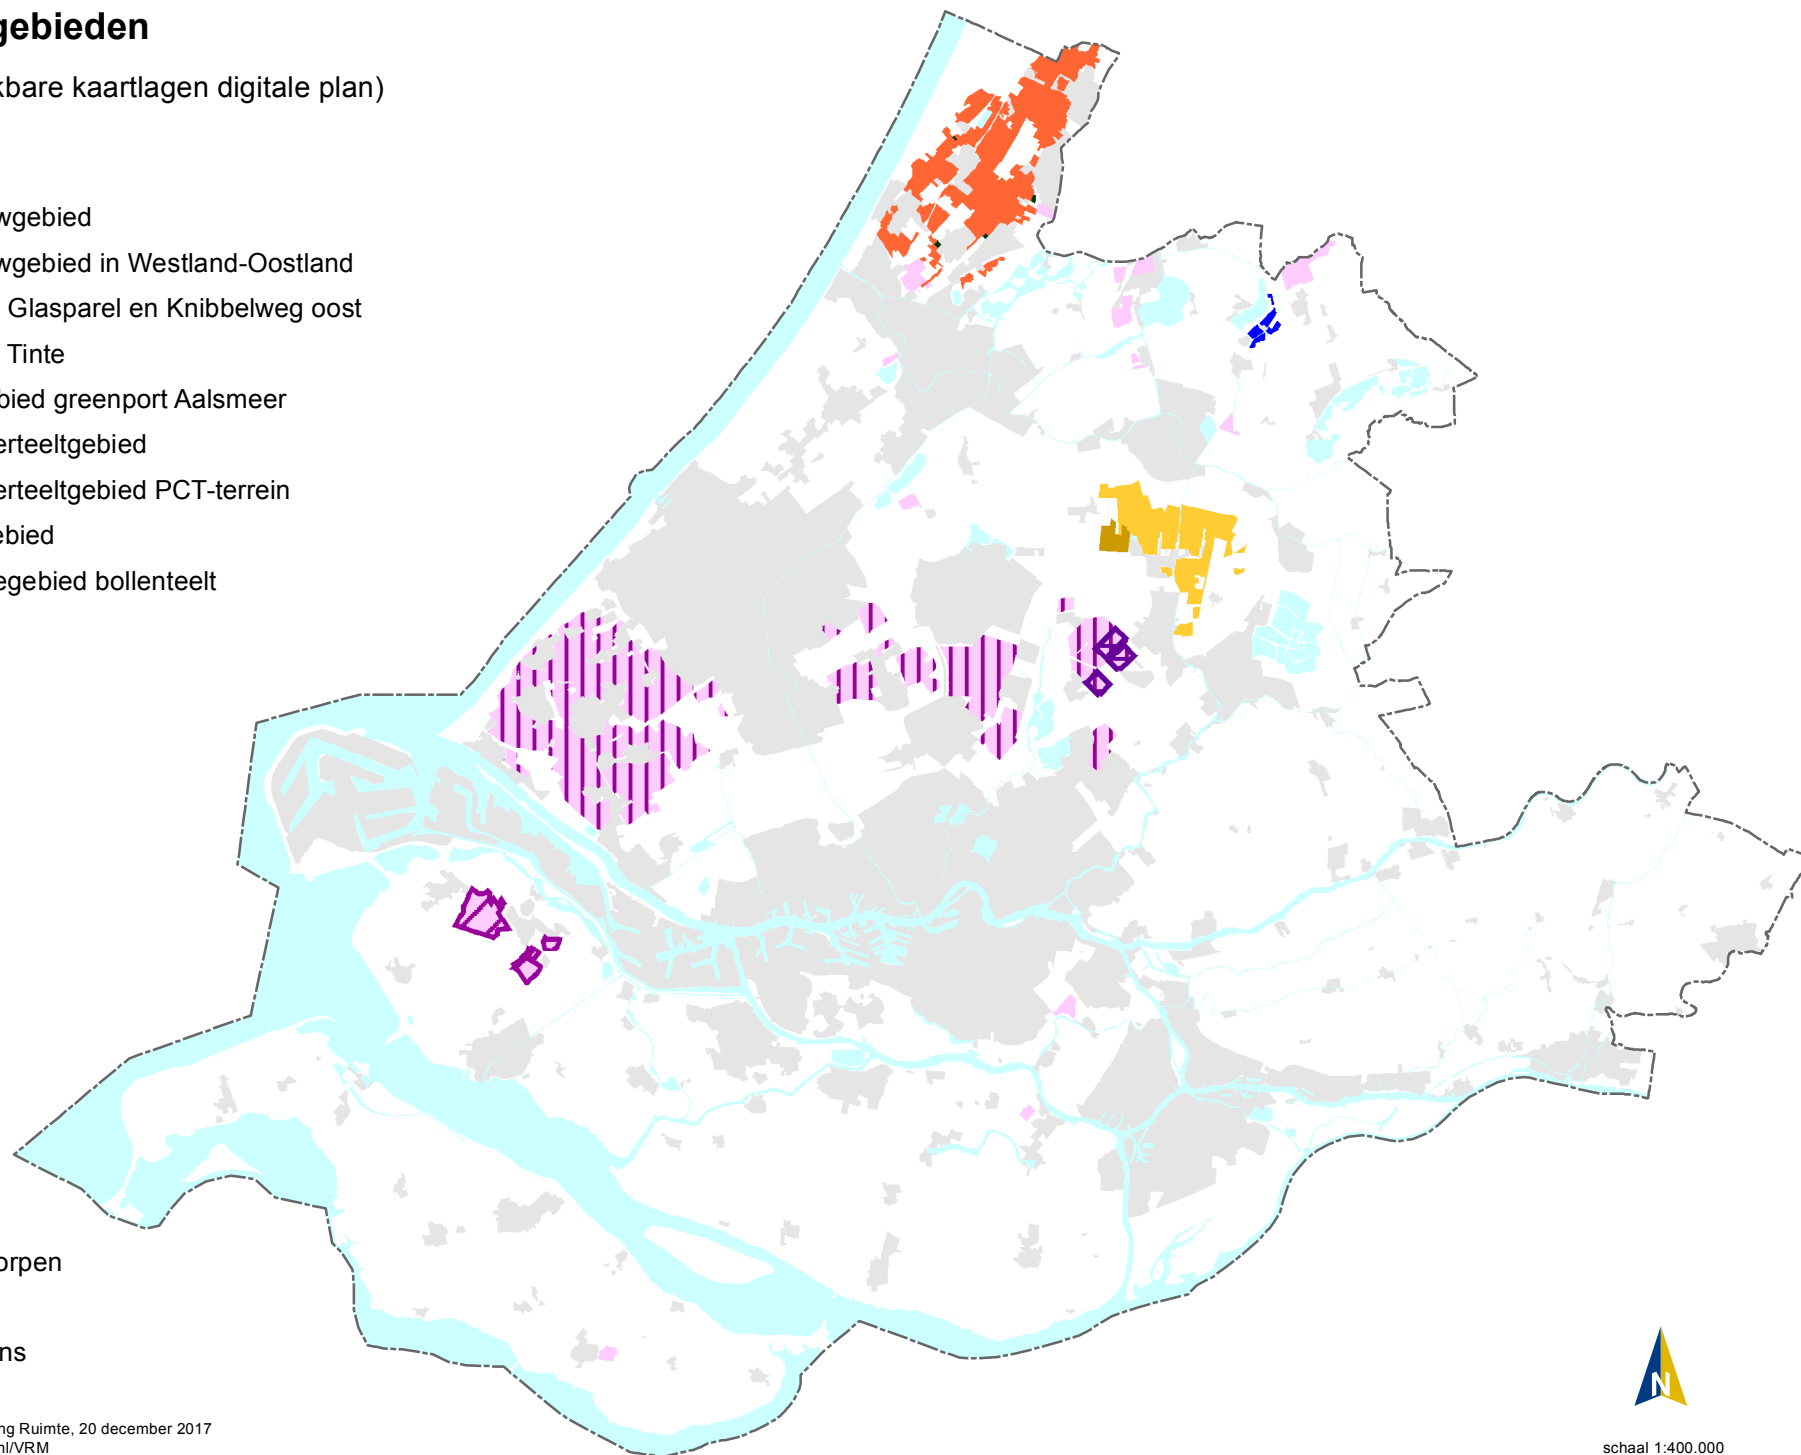 gebieden
kbare kaartlagen digitale plan)
wgebied
wgebied in Westland-Oostland
Glasparel en Knibbelweg oost
Tinte
bied greenport Aalsmeer
erteeltgebied
erteeltgebied PCT-terrein
ebied
egebied bollenteelt
orpen
ns
ng Ruimte, 20 december 2017
nl/VRM
N
schaal 1:400.000